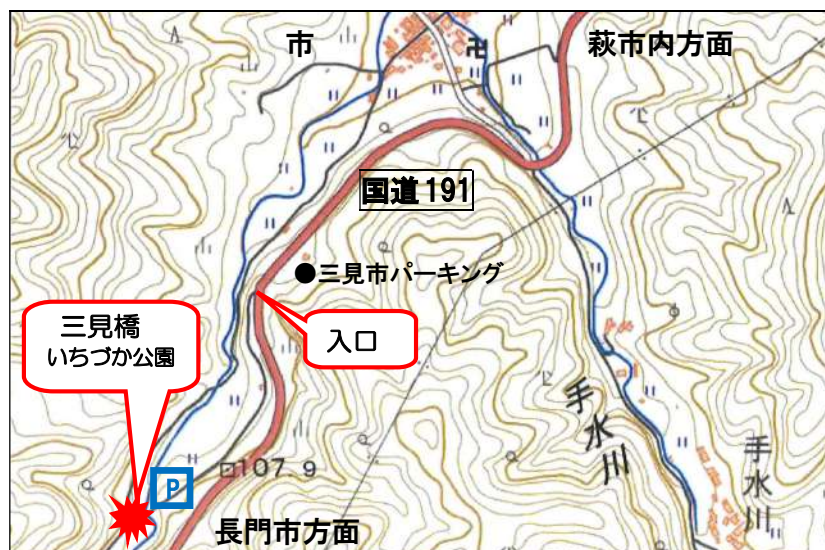 市
萩市内方面
国道191
●三見市パーキング
三見橋
いちづか公園
入口
手水川
手水川
P
107.9
長門市方面